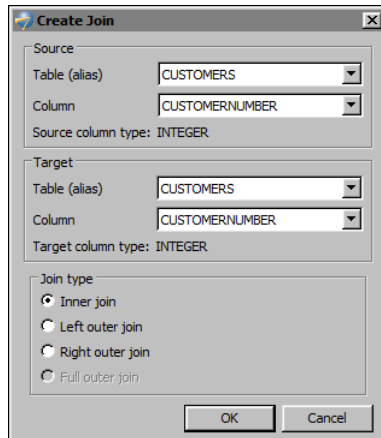 Create Join
Source
Table (alias) CUSTOMERS
Column CUSTOMERNUMBER
Source column type: INTEGER
Target
Table (alias) CUSTOMERS
Column CUSTOMERNUMBER
Target column type: INTEGER
Join type
Inner join
Left outer join
Right outer join
Full outer join
OK Cancel